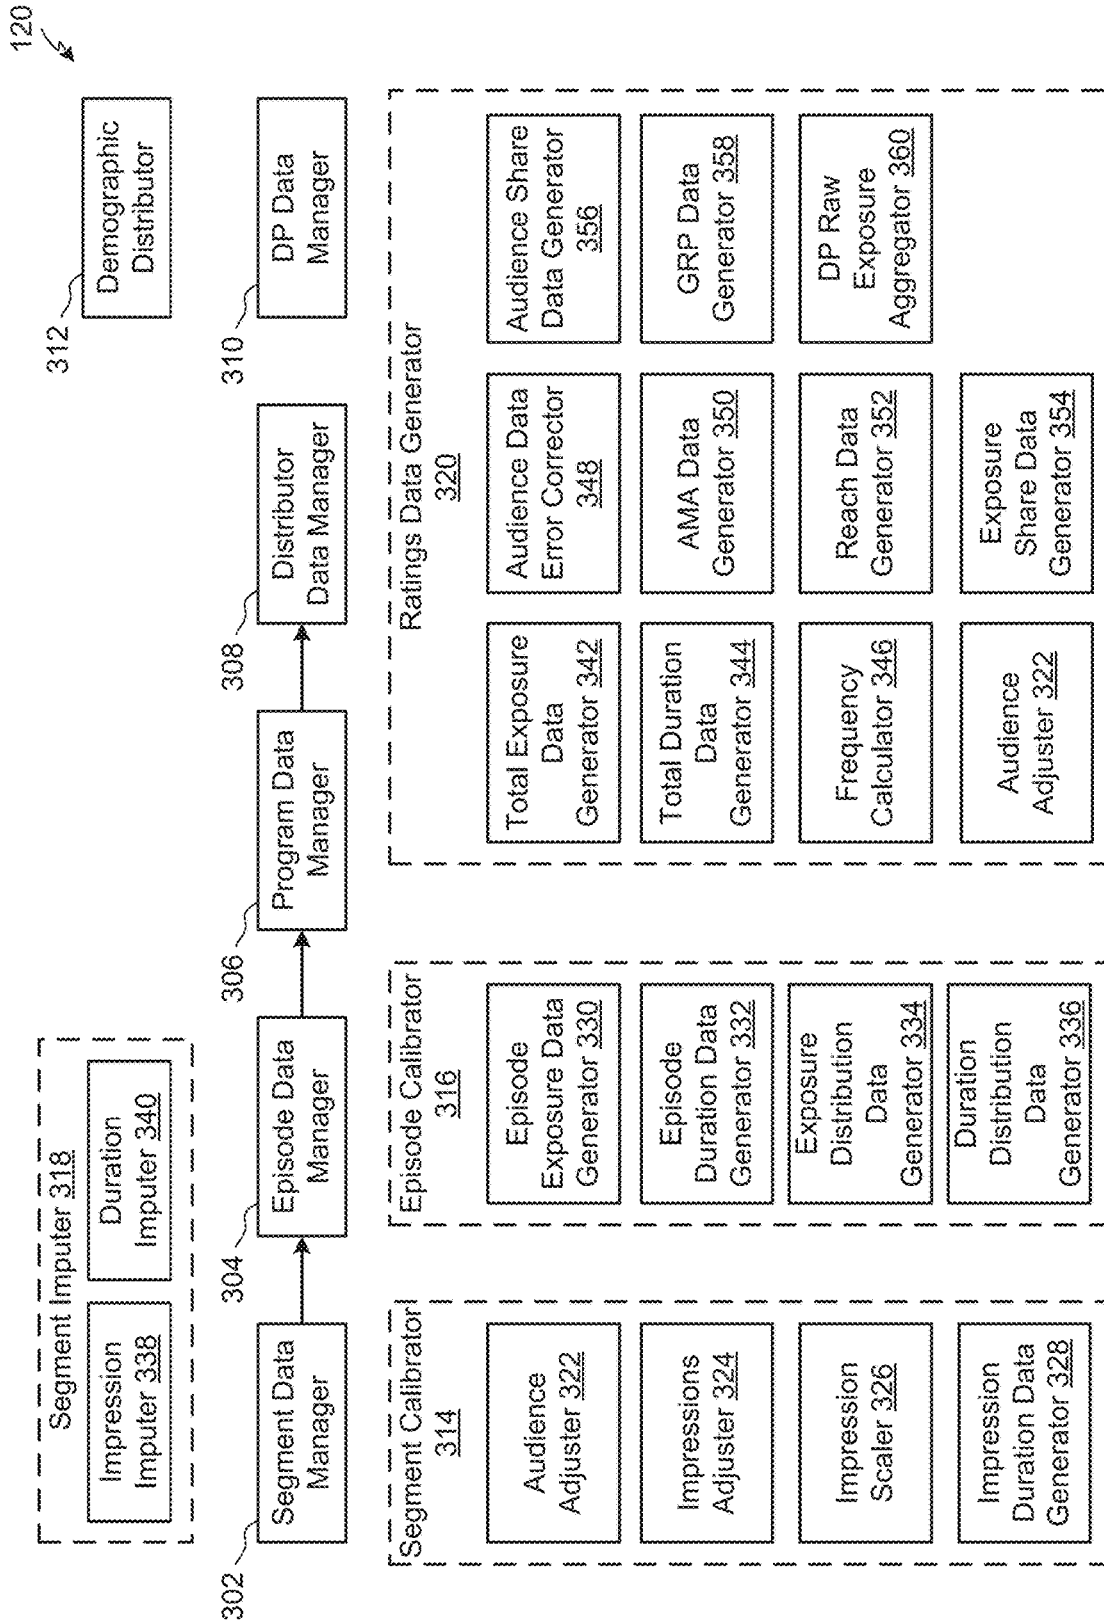 120
312
Demographic
Distributor
Segment Imputer 318
Impression
Imputer 338
Duration
Imputer 340
302
Segment Data
Manager
304
Episode Data
Manager
306
Program Data
Manager
308
Distributor
Data Manager
310
DP Data
Manager
Segment Calibrator
314
Audience
Adjuster 322
Impressions
Adjuster 324
Impression
Scaler 326
Impression
Duration Data
Generator 328
Episode Calibrator
316
Episode
Exposure Data
Generator 330
Episode
Duration Data
Generator 332
Exposure
Distribution
Data
Generator 334
Duration
Distribution
Data
Generator 336
Ratings Data Generator
320
Total Exposure
Data
Generator 342
Total Duration
Data
Generator 344
Frequency
Calculator 346
Audience
Adjuster 322
Audience Data
Error Corrector
348
AMA Data
Generator 350
Reach Data
Generator 352
Exposure
Share Data
Generator 354
Audience Share
Data Generator
356
GRP Data
Generator 358
DP Raw
Exposure
Aggregator 360